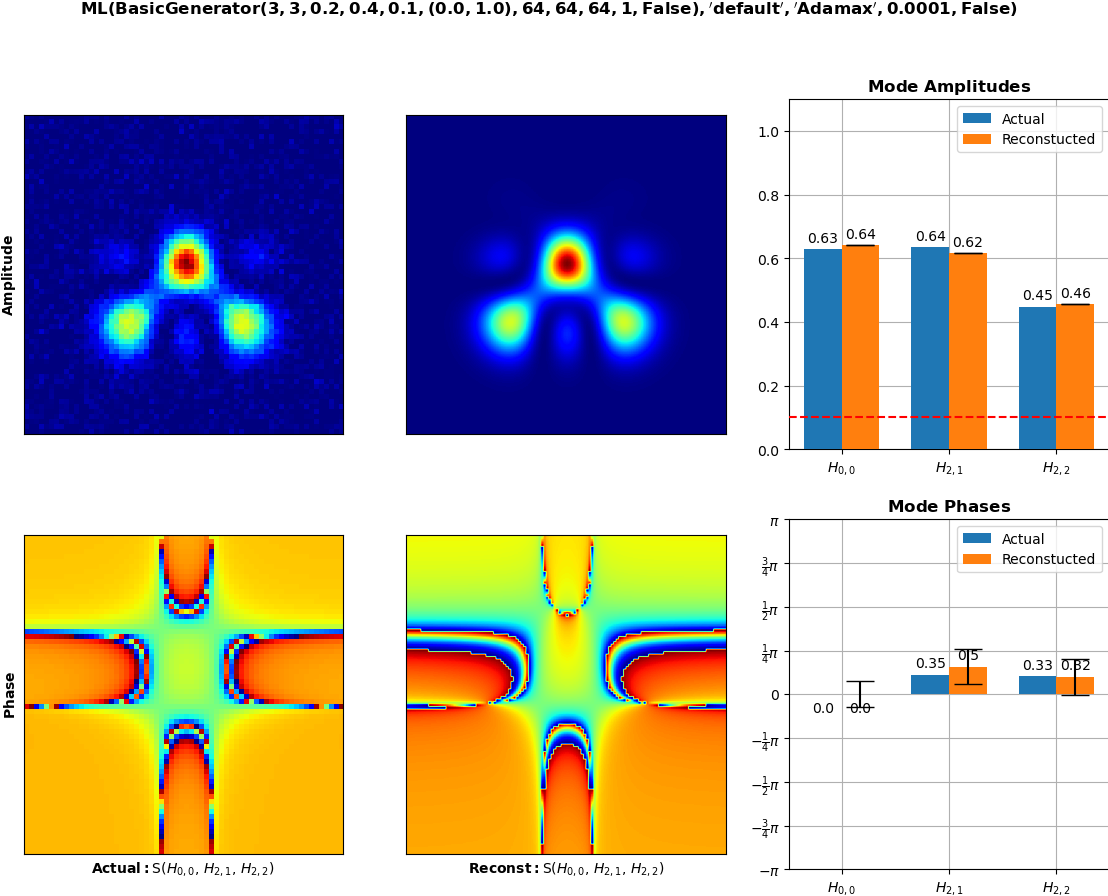 ML(BasicGenerator(3, 3, 0.2, 0.4, 0.1, (0.0, 1.0), 64, 64, 64, 1, False), ′default′, ′Adamax′, 0.0001, False)
Amplitude
Mode Amplitudes
Actual
Reconstucted
1.0
0.8
0.6
0.4
0.2
0.0
0.63 0.64
0.64 0.62
0.45 0.46
H0,0 H2,1 H2,2
Phase
Actual: S(H0,0, H2,1, H2,2)
Reconst: S(H0,0, H2,1, H2,2)
Mode Phases
Actual
Reconstucted
π
3/4π
1/2π
1/4π
0
−1/4π
−1/2π
−3/4π
−π
0.0 0.0
0.35 0.5
0.33 0.32
H0,0 H2,1 H2,2